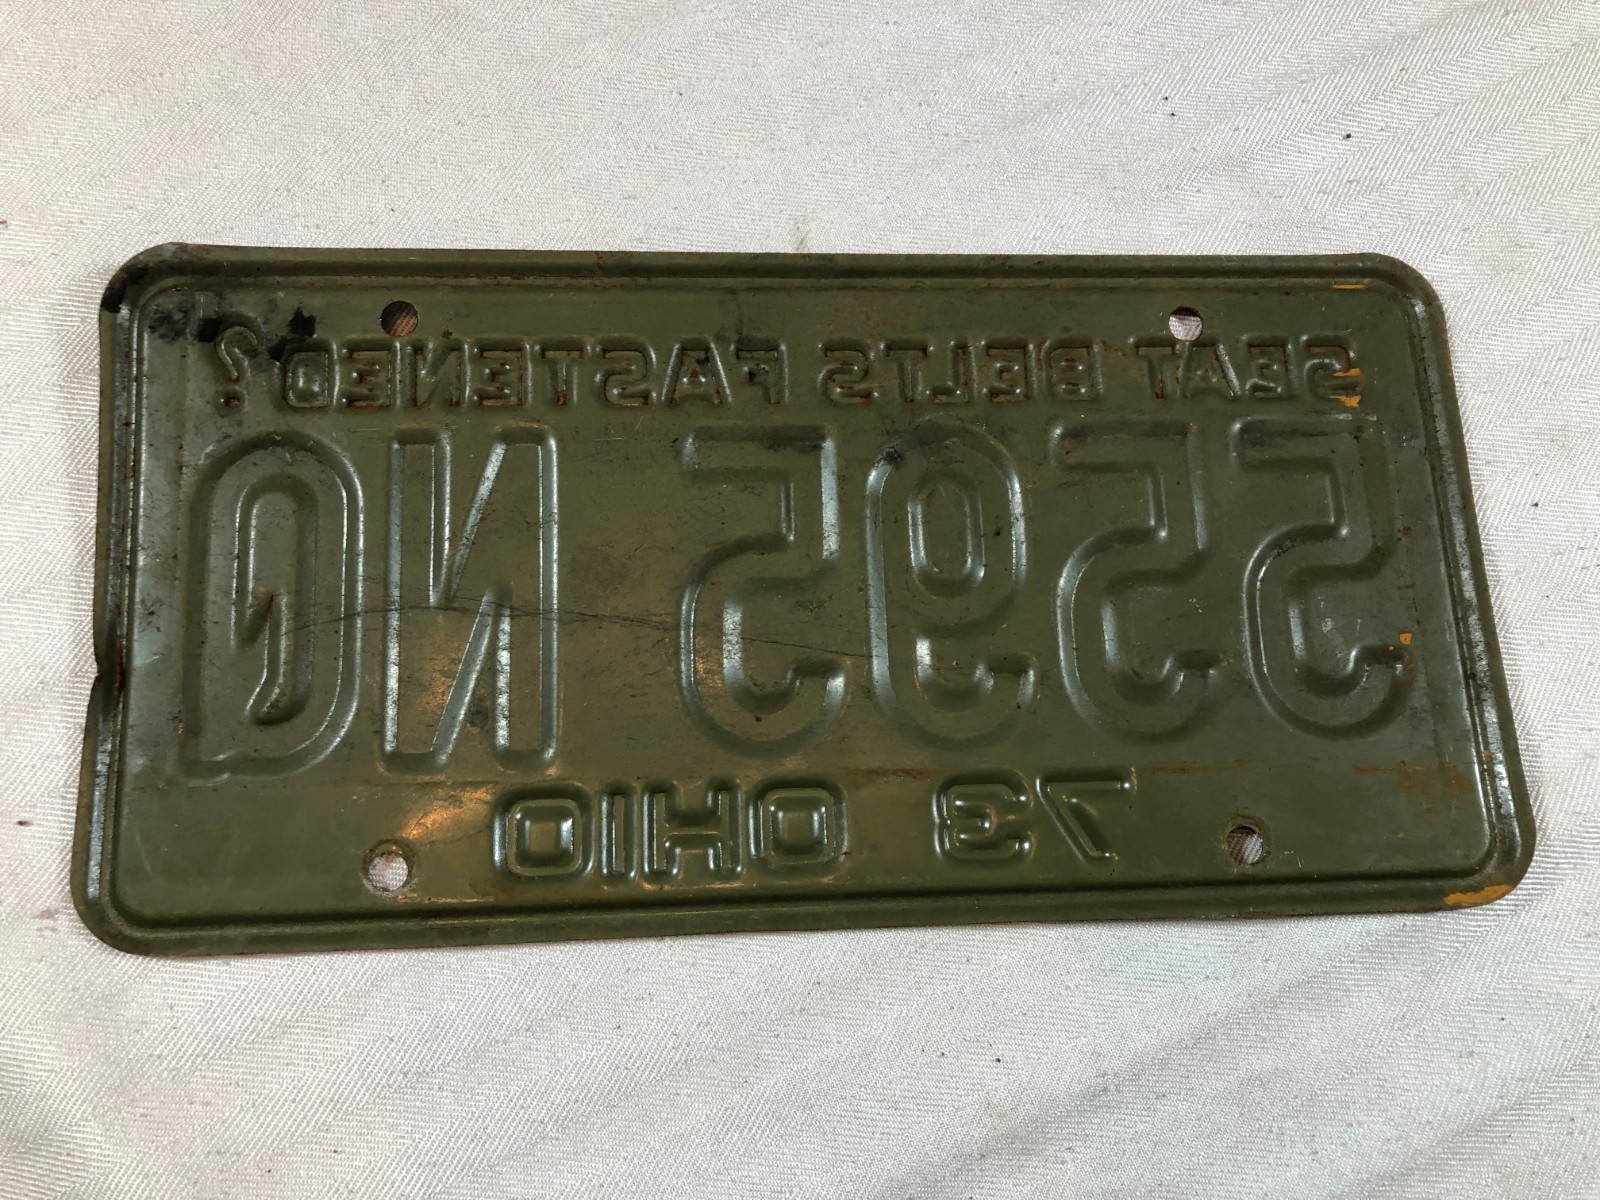 SEAT BELTS FASTENED?
5595 NQ
73 OHIO